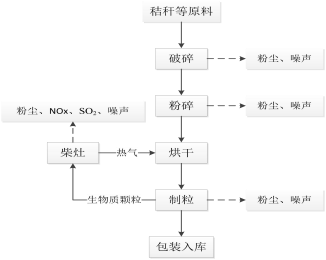 秸秆等原料
破碎
粉尘、噪声
粉碎
粉尘、噪声
粉尘、NOx、SO₂、噪声
柴灶
热气
烘干
生物质颗粒
制粒
粉尘、噪声
包装入库